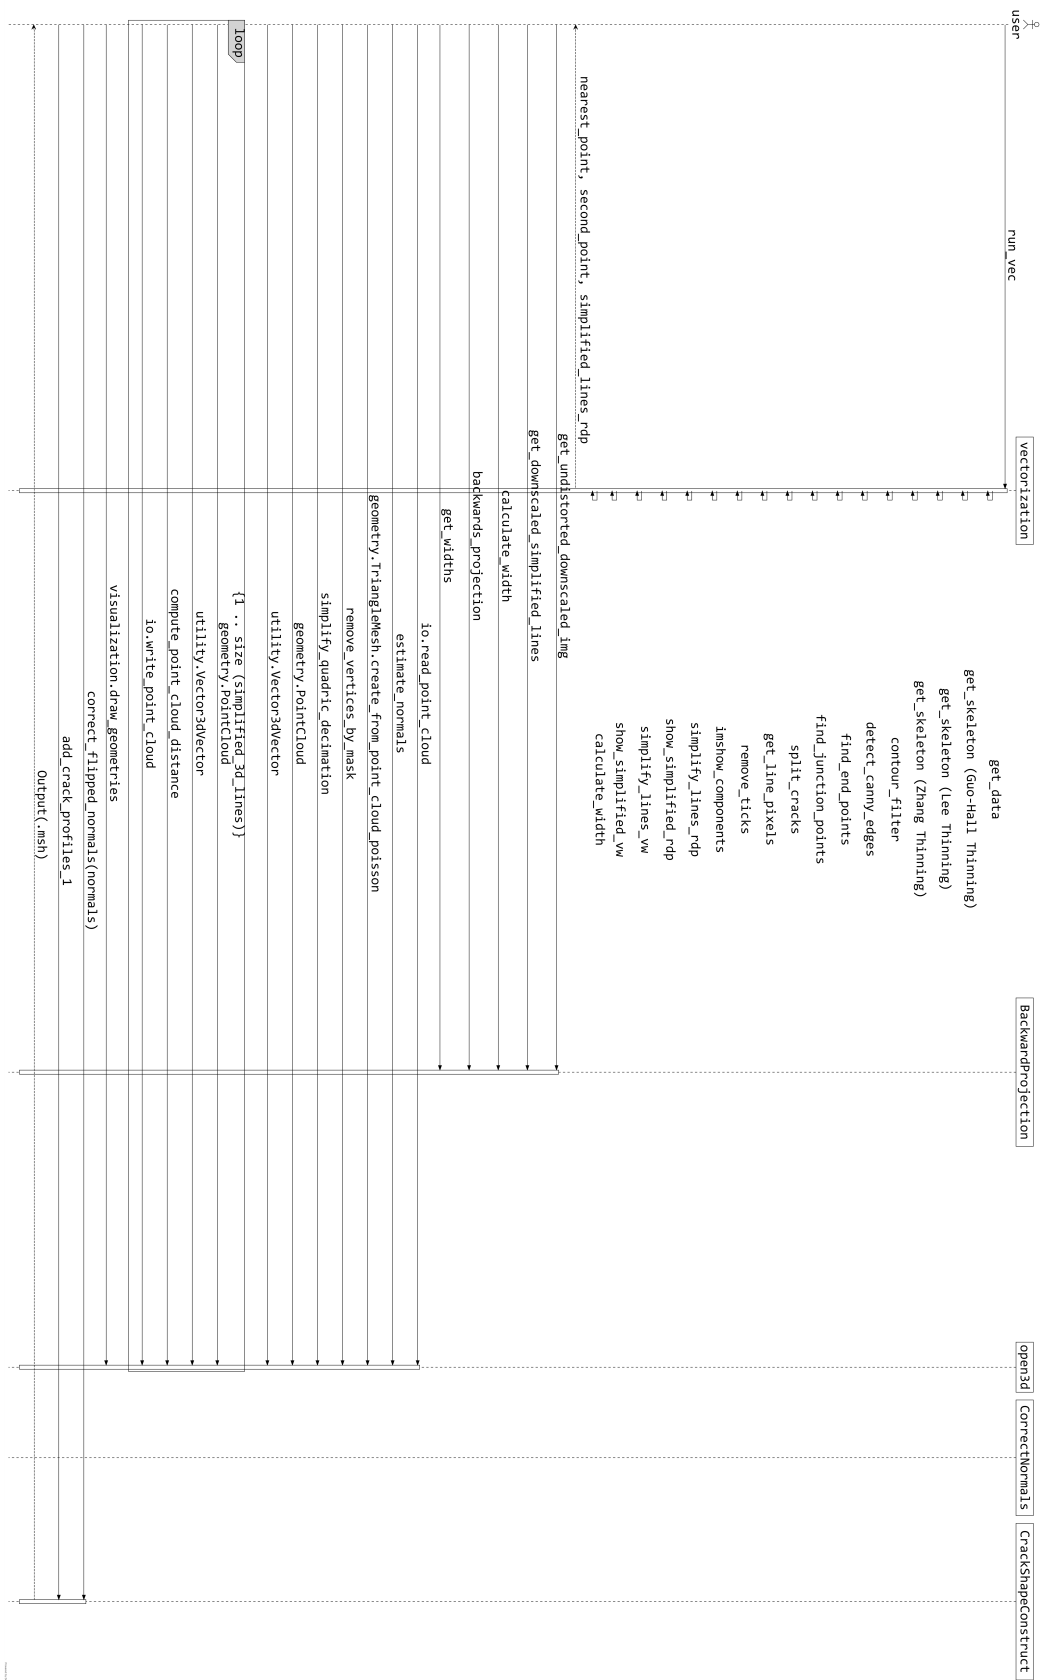 user
vectorization
BackwardProjection
open3d
CorrectNormals
CrackShapeConstruct
run_vec
get_data
get_skeleton (Guo-Hall Thinning)
get_skeleton (Lee Thinning)
get_skeleton (Zhang Thinning)
contour_filter
detect_canny_edges
find_end_points
find_junction_points
split_cracks
get_line_pixels
remove_ticks
imshow_components
simplify_lines_rdp
show_simplified_rdp
simplify_lines_vw
show_simplified_vw
calculate_width
nearest_point, second_point, simplified_lines_rdp
get_undistorted_downscaled_img
get_downscaled_simplified_lines
calculate_width
backwards_projection
get_widths
io.read_point_cloud
estimate_normals
geometry.TriangleMesh.create_from_point_cloud_poisson
remove_vertices_by_mask
simplify_quadric_decimation
geometry.PointCloud
utility.Vector3dVector
loop
{1 .. size (simplified_3d_lines)}
geometry.PointCloud
utility.Vector3dVector
compute_point_cloud_distance
io.write_point_cloud
visualization.draw_geometries
correct_flipped_normals(normals)
add_crack_profiles_1
Output(.msh)